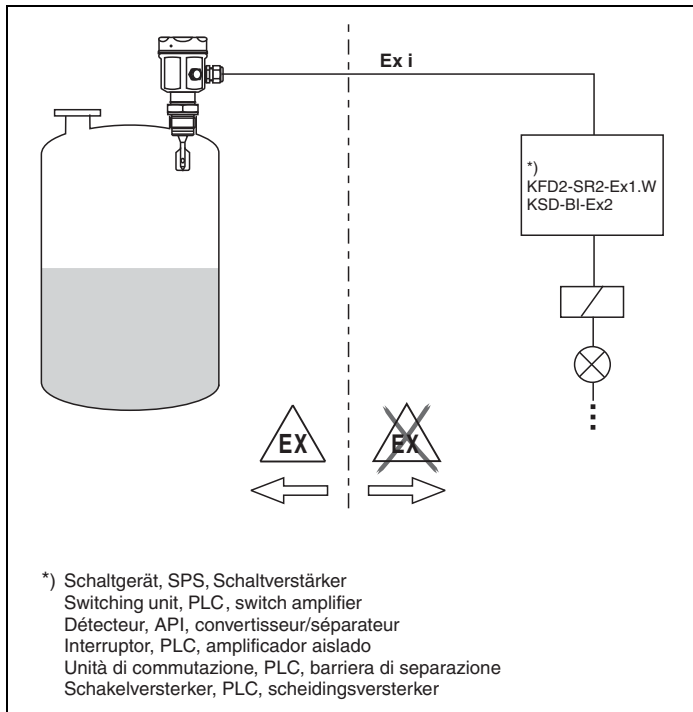 Ex i
*)
KFD2-SR2-Ex1.W
KSD-BI-Ex2
EX
EX
*) Schaltgerät, SPS, Schaltverstärker
Switching unit, PLC, switch amplifier
Détecteur, API, convertisseur/séparateur
Interruptor, PLC, amplificador aislado
Unità di commutazione, PLC, barriera di separazione
Schakelversterker, PLC, scheidingsversterker